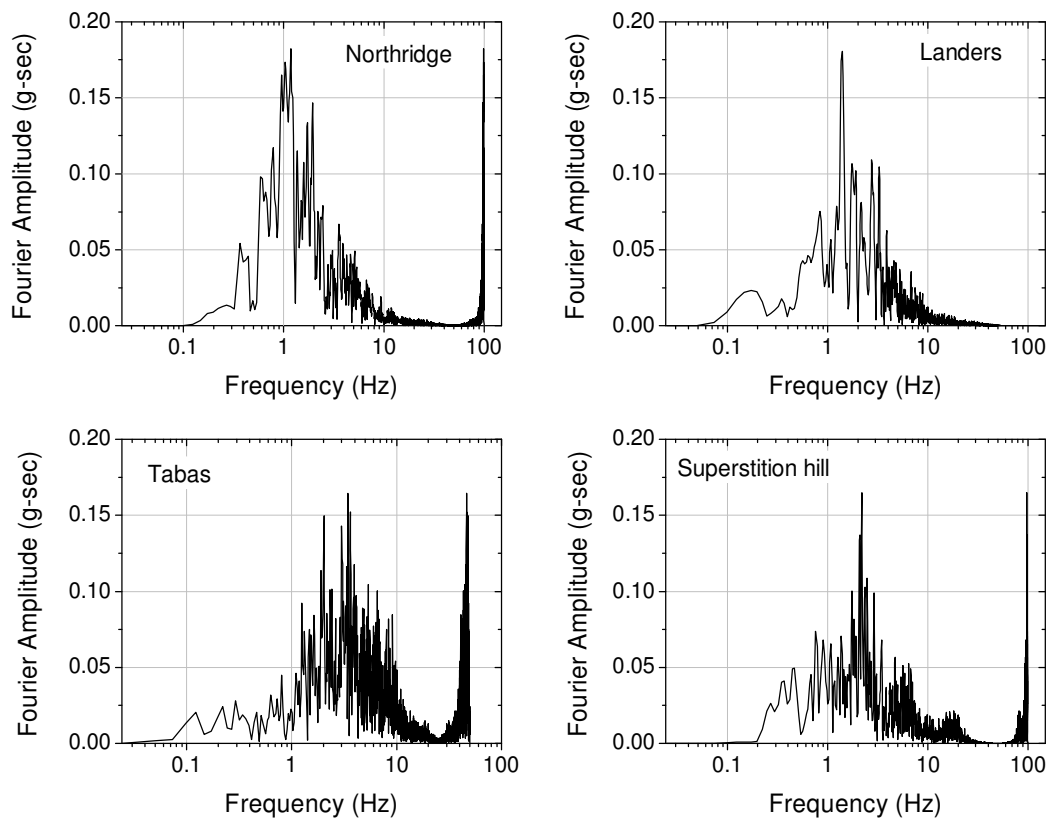 Fourier Amplitude (g-sec)
0.20
0.15
0.10
0.05
0.00
Northridge
0.1 1 10 100
Frequency (Hz)
Fourier Amplitude (g-sec)
0.20
0.15
0.10
0.05
0.00
Landers
0.1 1 10 100
Frequency (Hz)
Fourier Amplitude (g-sec)
0.20
0.15
0.10
0.05
0.00
Tabas
0.1 1 10 100
Frequency (Hz)
Fourier Amplitude (g-sec)
0.20
0.15
0.10
0.05
0.00
Superstition hill
0.1 1 10 100
Frequency (Hz)